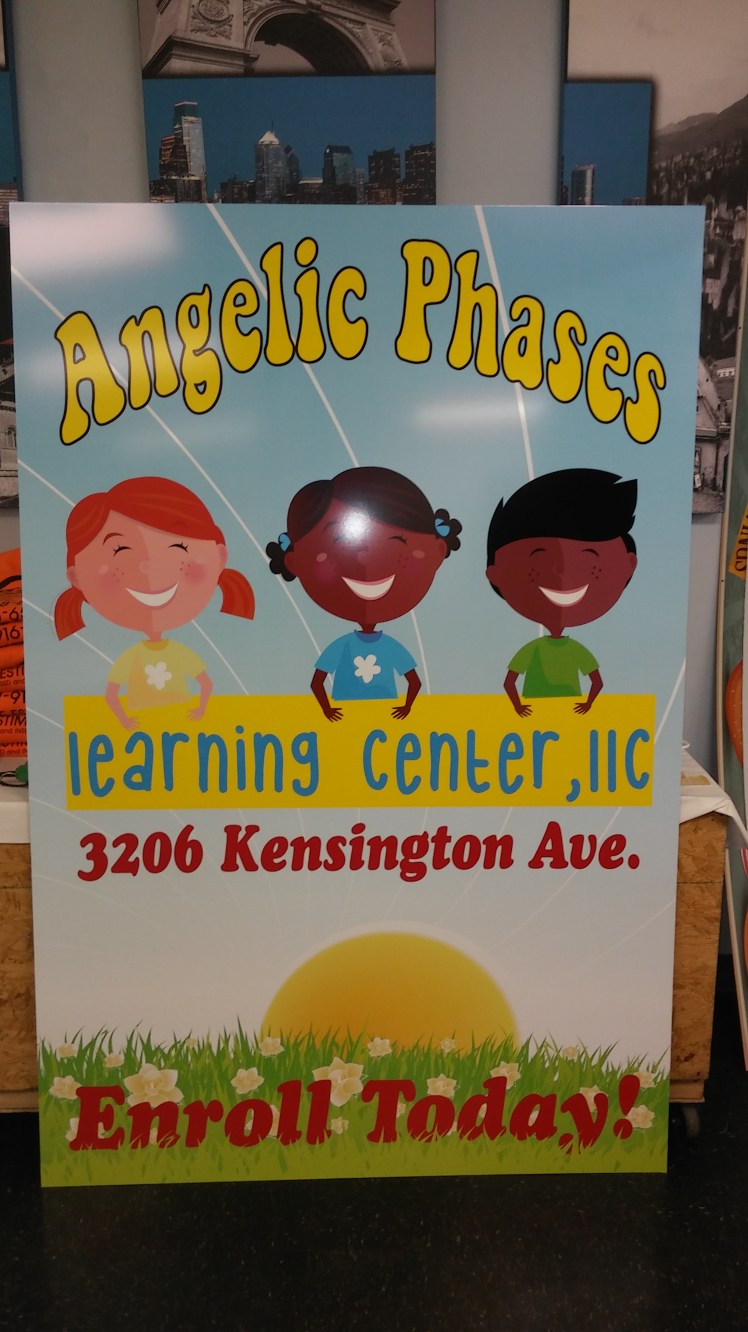 Angelic Phases
learning center, llc
3206 Kensington Ave.
Enroll Today!